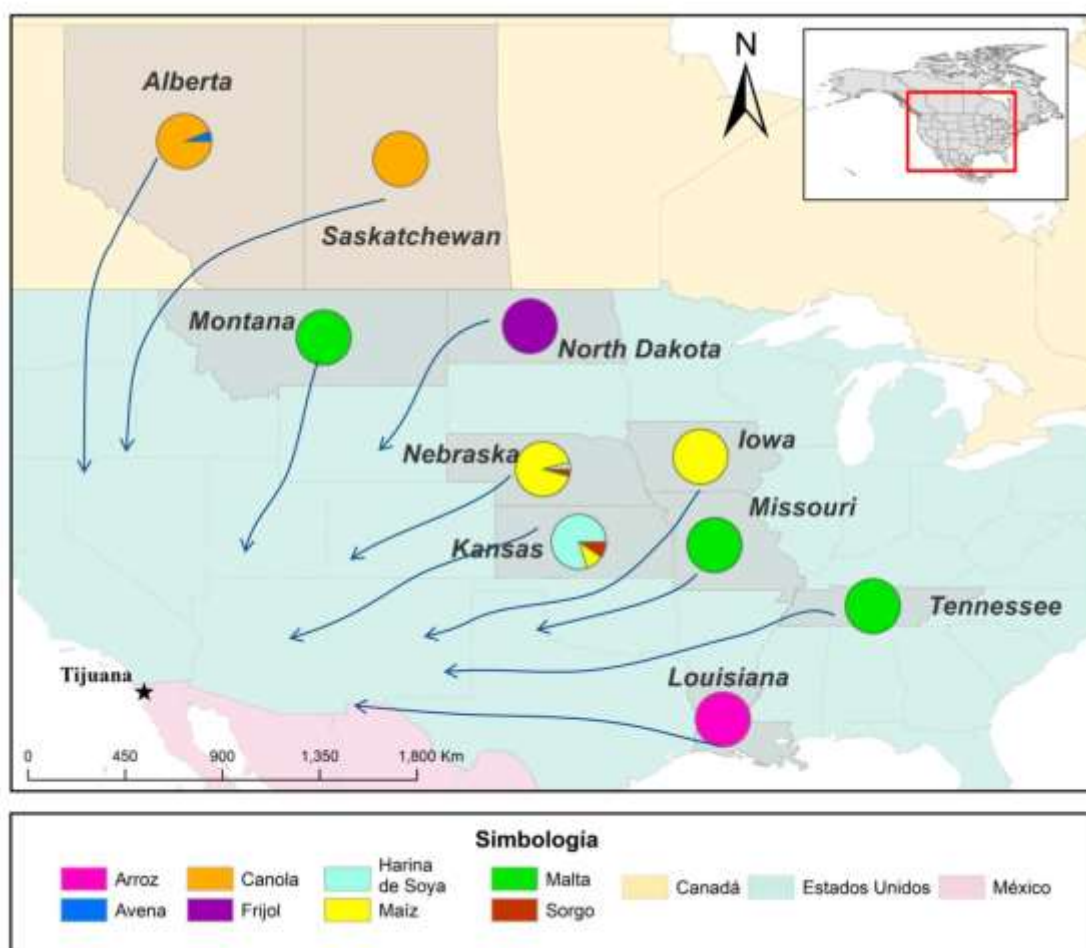 Alberta
N
Saskatchewan
Montana
North Dakota
Nebraska
Iowa
Missouri
Kansas
Tennessee
Louisiana
Tijuana
0 450 900 1,350 1,800 Km
Simbología
Arroz
Canola
Harina
de Soya
Malta
Canadá
Estados Unidos
México
Avena
Frijol
Maíz
Sorgo